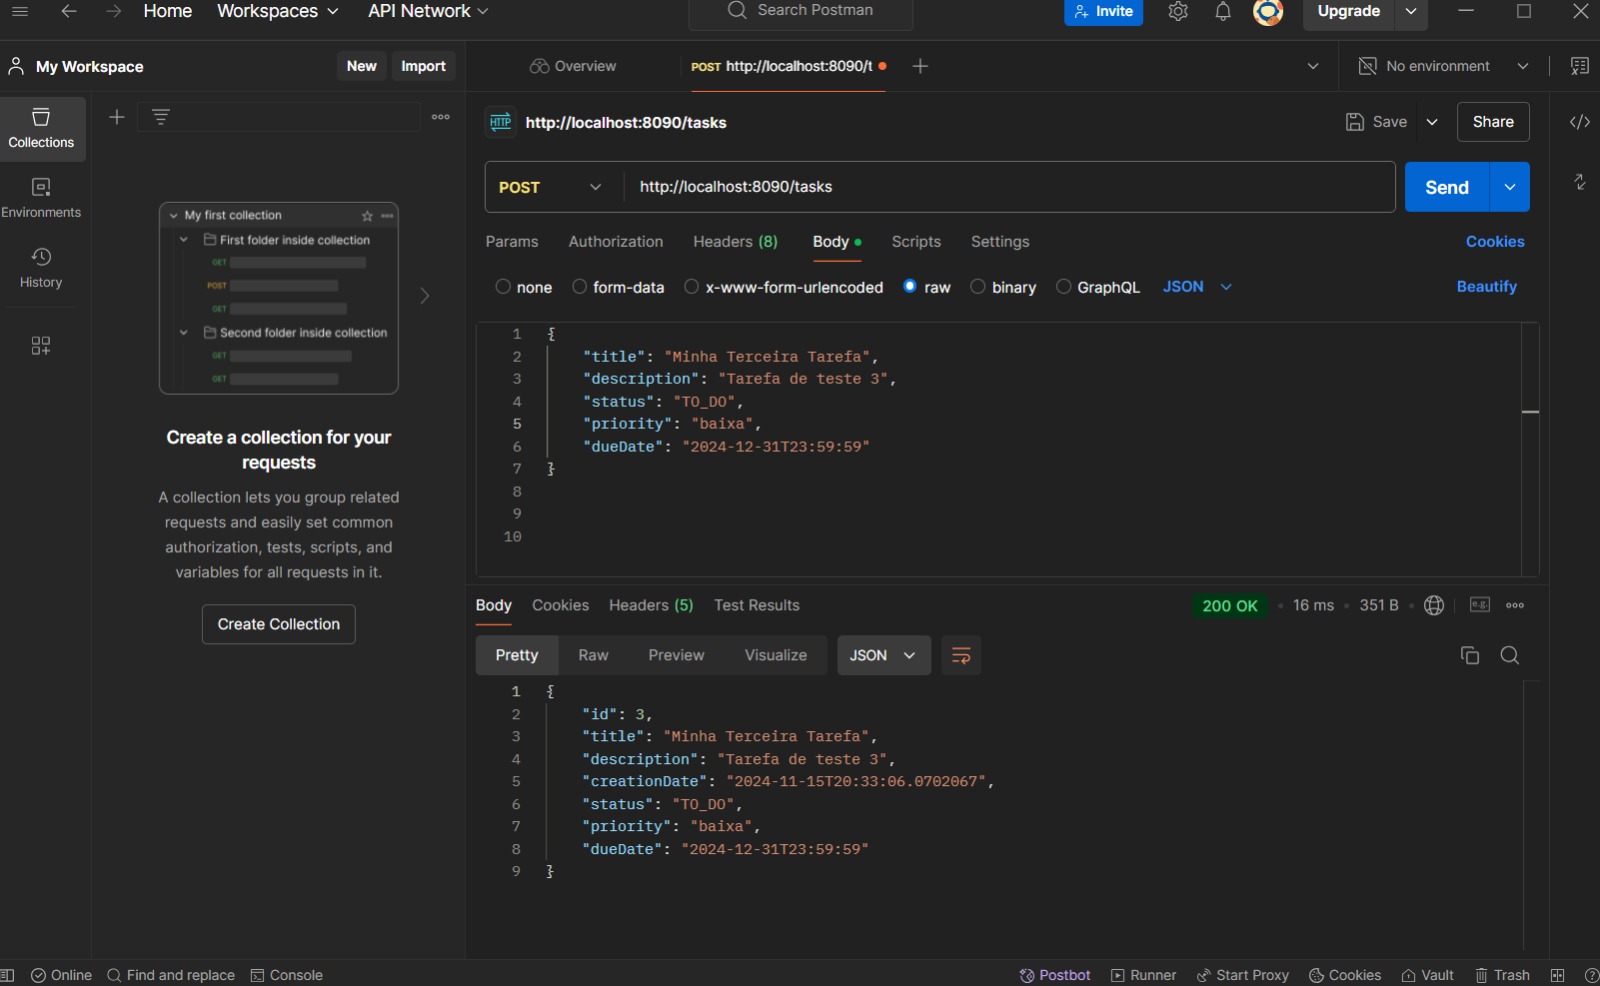 Home Workspaces API Network Search Postman Invite Upgrade
My Workspace New Import Overview POST http://localhost:8090/t No environment
Collections
Environments
History
My first collection
First folder inside collection
GET
POST
GET
Second folder inside collection
GET
GET
Create a collection for your
requests
A collection lets you group related
requests and easily set common
authorization, tests, scripts, and
variables for all requests in it.
Create Collection
HTTP http://localhost:8090/tasks Save Share
POST http://localhost:8090/tasks Send
Params Authorization Headers (8) Body Scripts Settings Cookies
none form-data x-www-form-urlencoded raw binary GraphQL JSON Beautify
1 {
2 "title": "Minha Terceira Tarefa",
3 "description": "Tarefa de teste 3",
4 "status": "TO_DO",
5 "priority": "baixa",
6 "dueDate": "2024-12-31T23:59:59"
7 }
8
9
10
Body Cookies Headers (5) Test Results 200 OK 16 ms 351 B e.g.
Pretty Raw Preview Visualize JSON
1 {
2 "id": 3,
3 "title": "Minha Terceira Tarefa",
4 "description": "Tarefa de teste 3",
5 "creationDate": "2024-11-15T20:33:06.0702067",
6 "status": "TO_DO",
7 "priority": "baixa",
8 "dueDate": "2024-12-31T23:59:59"
9 }
Online Find and replace Console Postbot Runner Start Proxy Cookies Vault Trash